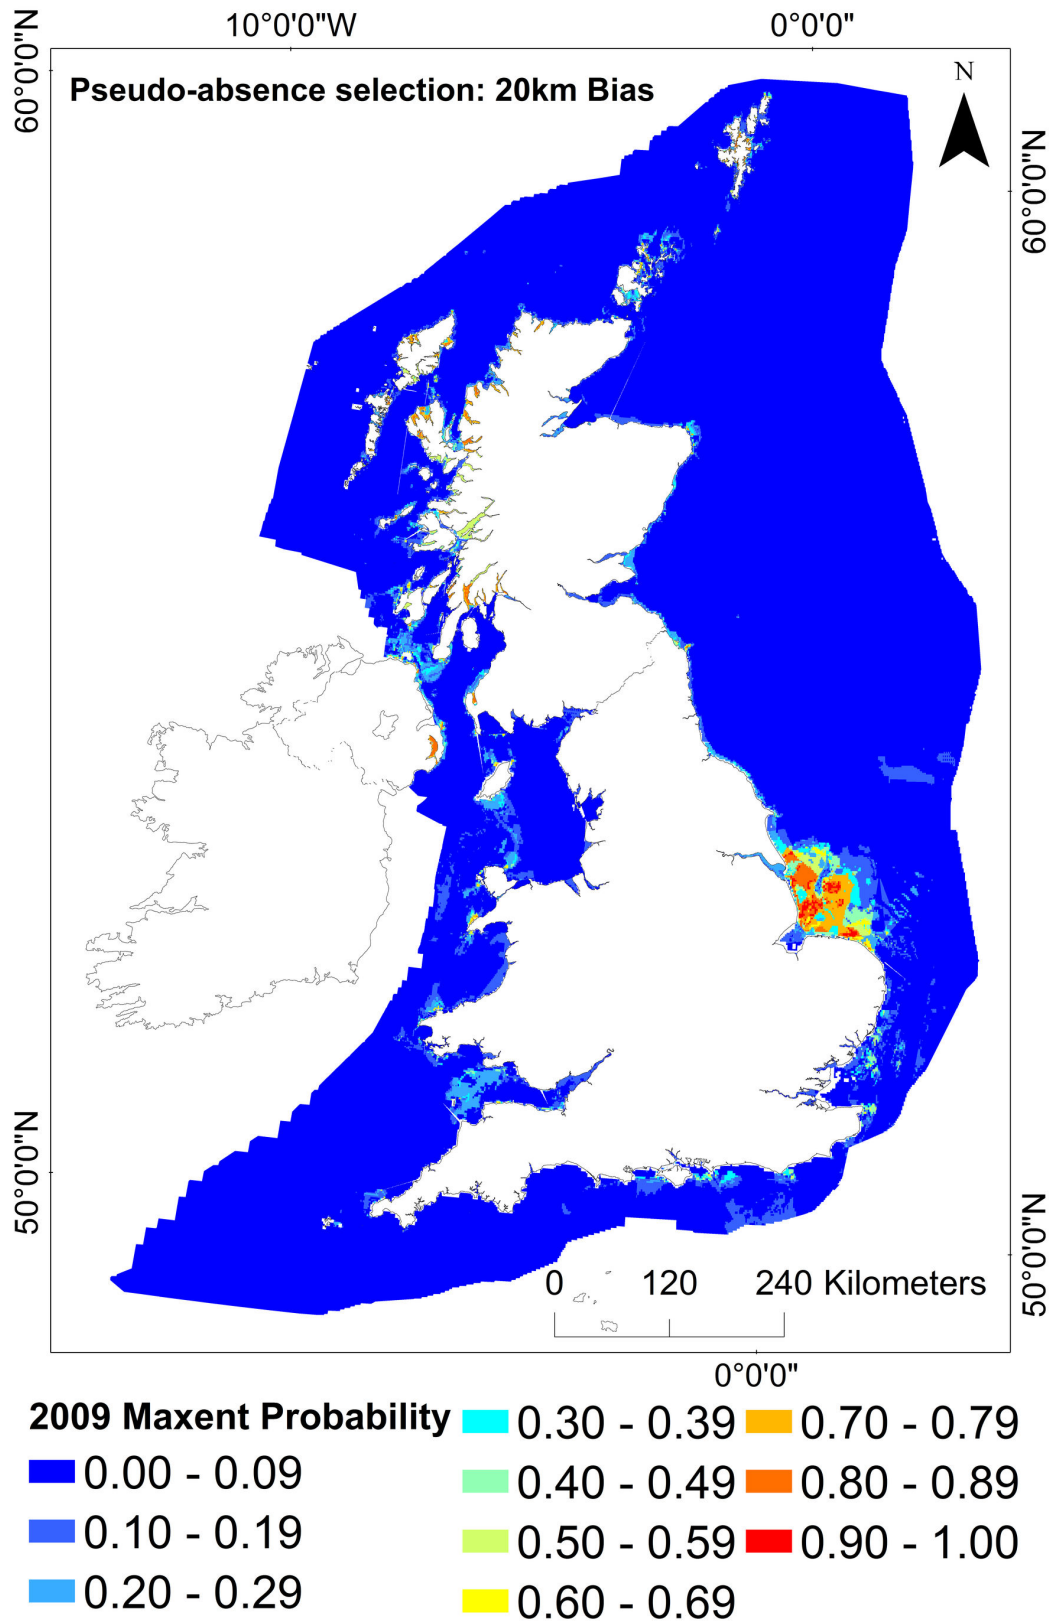 10°0'0"W 0°0'0"
60°0'0"N
Pseudo-absence selection: 20km Bias
N
60°0'0"N
50°0'0"N
50°0'0"N
0 120 240 Kilometers
0°0'0"
2009 Maxent Probability
0.00 - 0.09
0.10 - 0.19
0.20 - 0.29
0.30 - 0.39
0.40 - 0.49
0.50 - 0.59
0.60 - 0.69
0.70 - 0.79
0.80 - 0.89
0.90 - 1.00